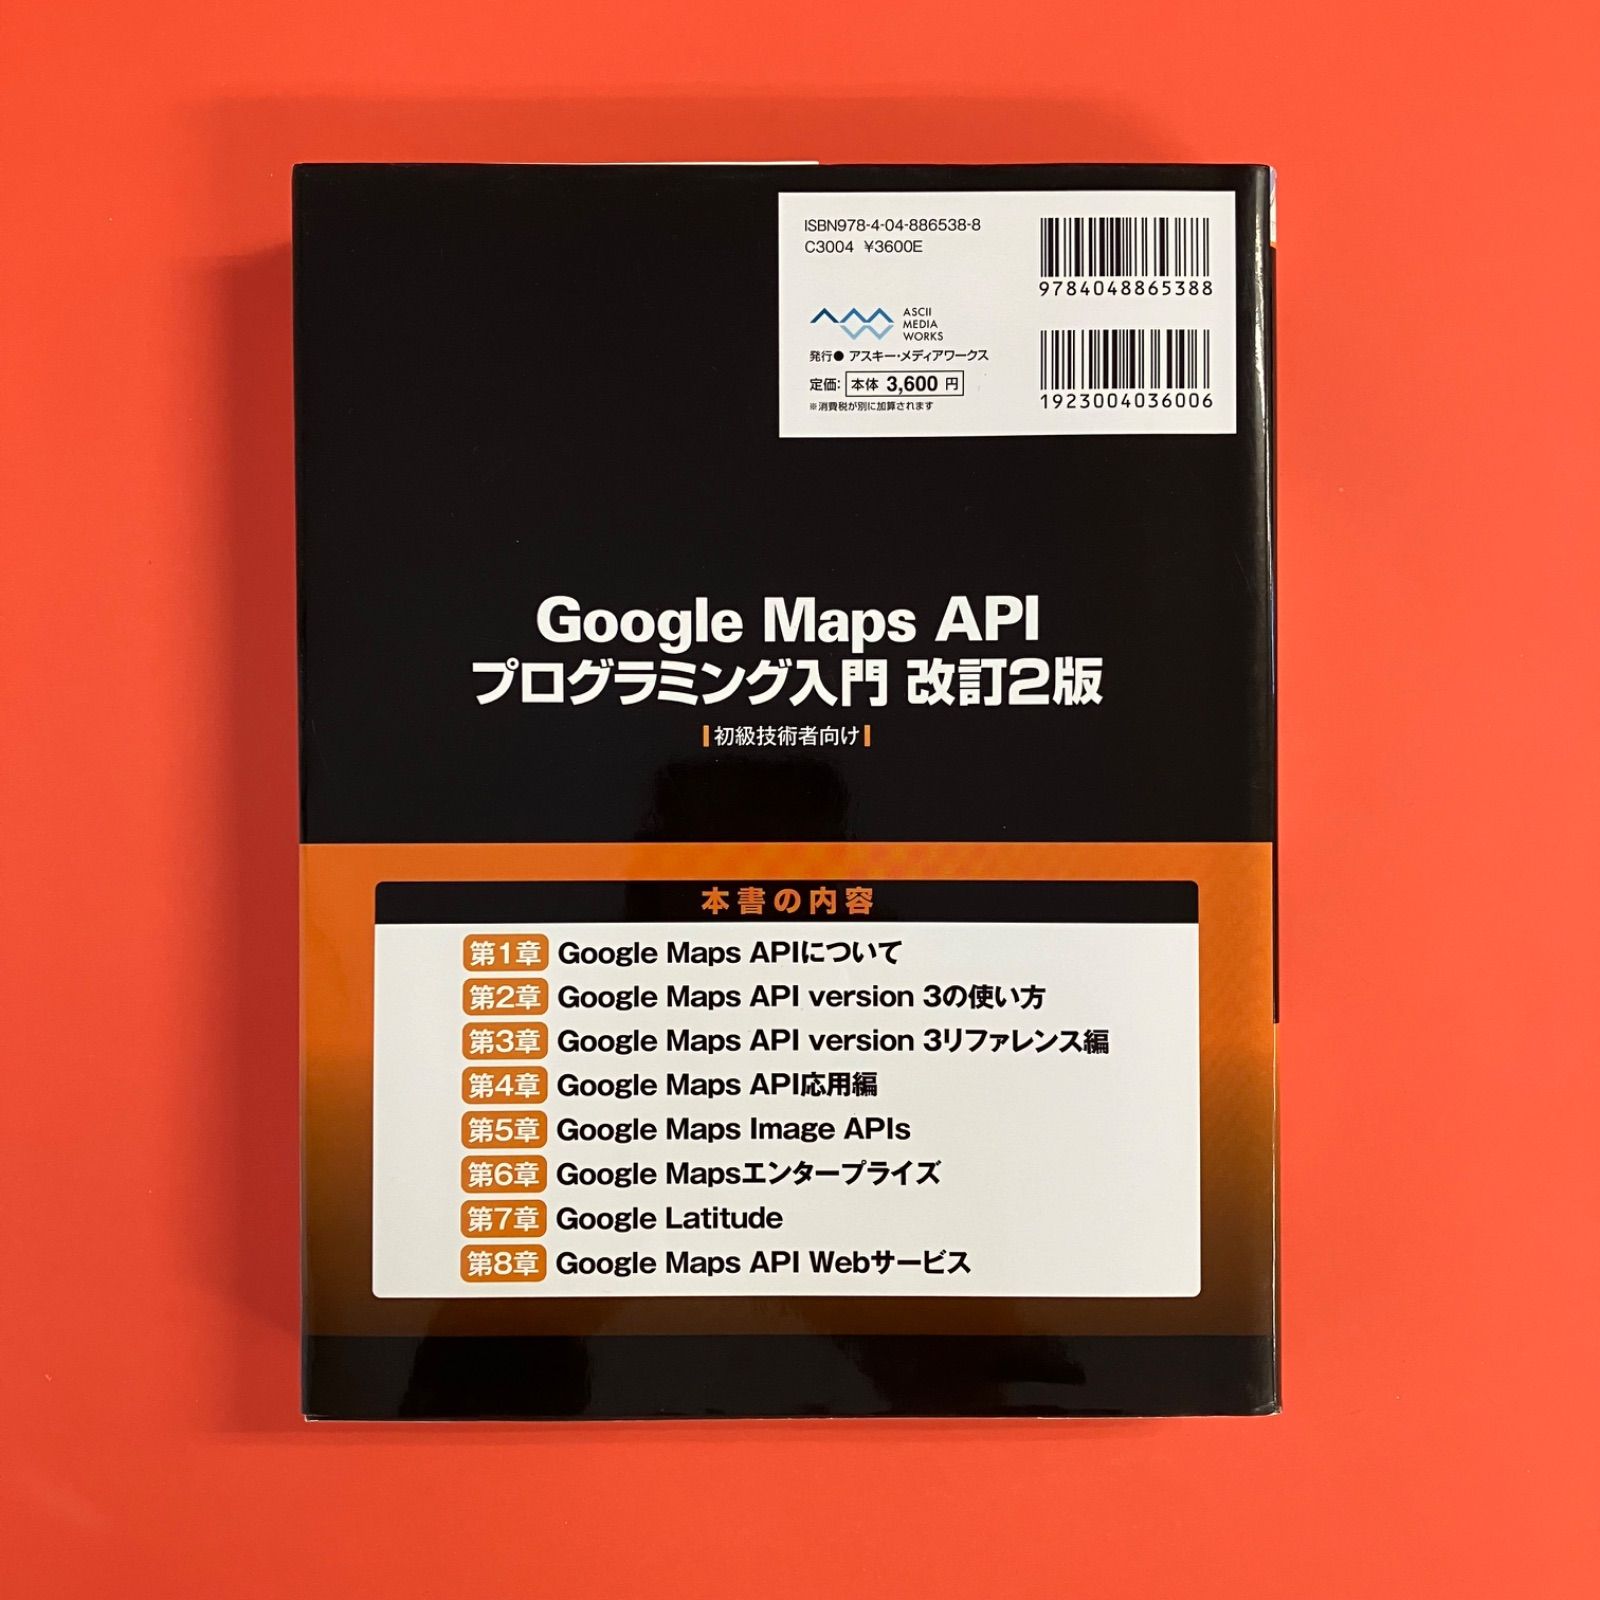 ISBN978-4-04-886538-8
C3004 ¥3600E
9784048865388
ASCII
MEDIA
WORKS
発行●アスキー・メディアワークス
定価: 本体 3,600 円
※消費税が別に加算されます
1923004036006
Google Maps API
プログラミング入門 改訂2版
初級技術者向け
本書の内容
第1章 Google Maps APIについて
第2章 Google Maps API version 3の使い方
第3章 Google Maps API version 3リファレンス編
第4章 Google Maps API応用編
第5章 Google Maps Image APIs
第6章 Google Mapsエンタープライズ
第7章 Google Latitude
第8章 Google Maps API Webサービス